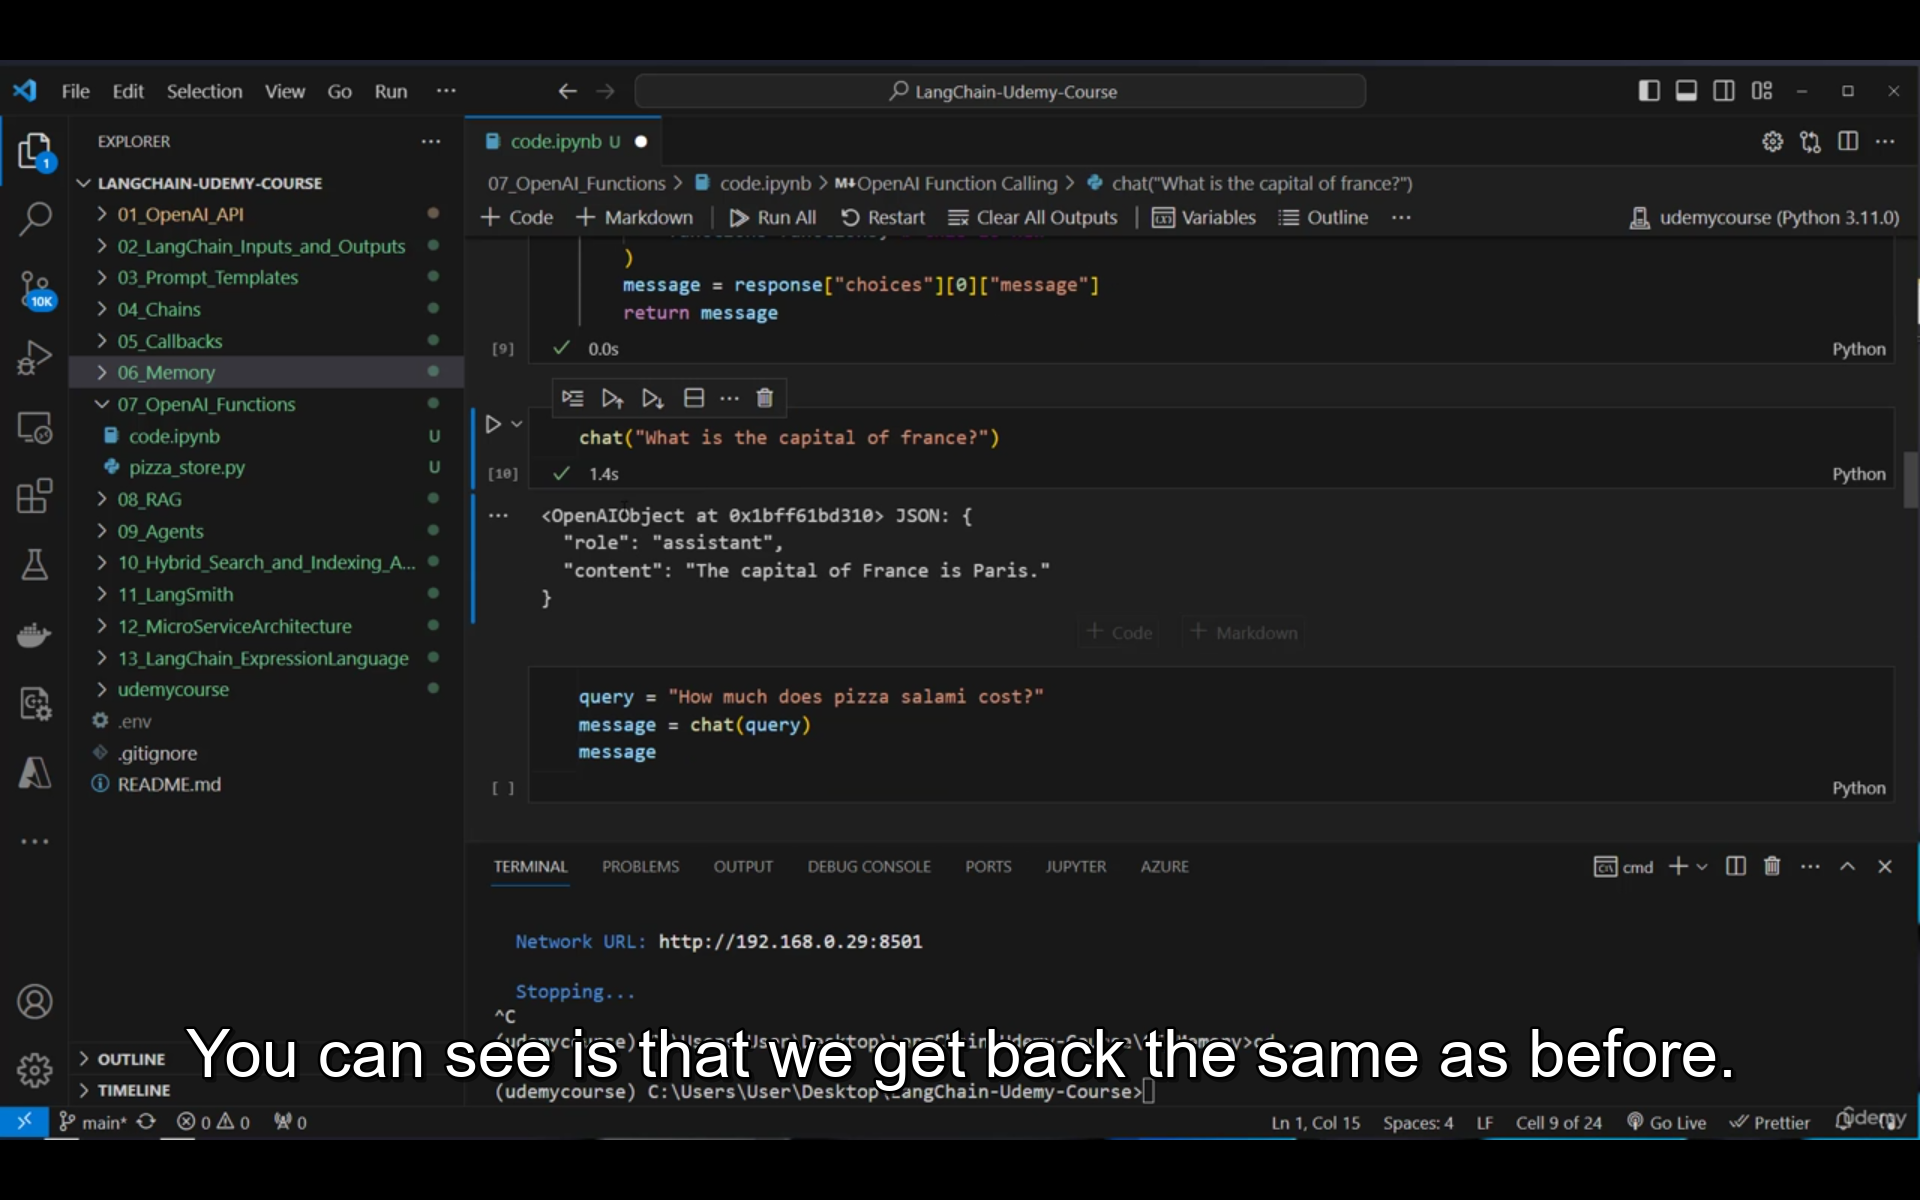 File Edit Selection View Go Run ···
LangChain-Udemy-Course
EXPLORER
LANGCHAIN-UDEMY-COURSE
01_OpenAI_API
02_LangChain_Inputs_and_Outputs
03_Prompt_Templates
04_Chains
05_Callbacks
06_Memory
07_OpenAI_Functions
code.ipynb U
pizza_store.py U
08_RAG
09_Agents
10_Hybrid_Search_and_Indexing_A...
11_LangSmith
12_MicroServiceArchitecture
13_LangChain_ExpressionLanguage
udemycourse
.env
.gitignore
README.md
OUTLINE
TIMELINE
1
10K
code.ipynb U
07_OpenAI_Functions > code.ipynb > M↓OpenAI Function Calling > chat("What is the capital of france?")
+ Code + Markdown | Run All Restart Clear All Outputs | Variables Outline ··· udemycourse (Python 3.11.0)
)
message = response["choices"][0]["message"]
return message
[9] 0.0s Python
chat("What is the capital of france?")
[10] 1.4s Python
<OpenAIObject at 0x1bff61bd310> JSON: {
"role": "assistant",
"content": "The capital of France is Paris."
}
+ Code + Markdown
query = "How much does pizza salami cost?"
message = chat(query)
message
[ ] Python
TERMINAL PROBLEMS OUTPUT DEBUG CONSOLE PORTS JUPYTER AZURE
cmd
Network URL: http://192.168.0.29:8501
Stopping...
^C
You can see is that we get back the same as before.
(udemycourse) C:\Users\User\Desktop\LangChain-Udemy-Course>
main* 0 0 0 Ln 1, Col 15 Spaces: 4 LF Cell 9 of 24 Go Live Prettier
ûdemy